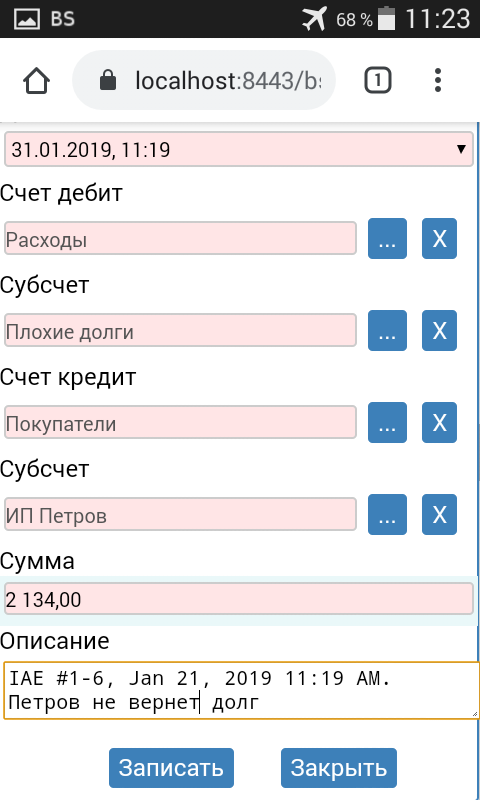 BS 68 % 11:23
localhost:8443/b 1
31.01.2019, 11:19
Счет дебит
Расходы ... X
Субсчет
Плохие долги ... X
Счет кредит
Покупатели ... X
Субсчет
ИП Петров ... X
Сумма
2 134,00
Описание
IAE #1-6, Jan 21, 2019 11:19 AM.
Петров не вернет долг
Записать Закрыть